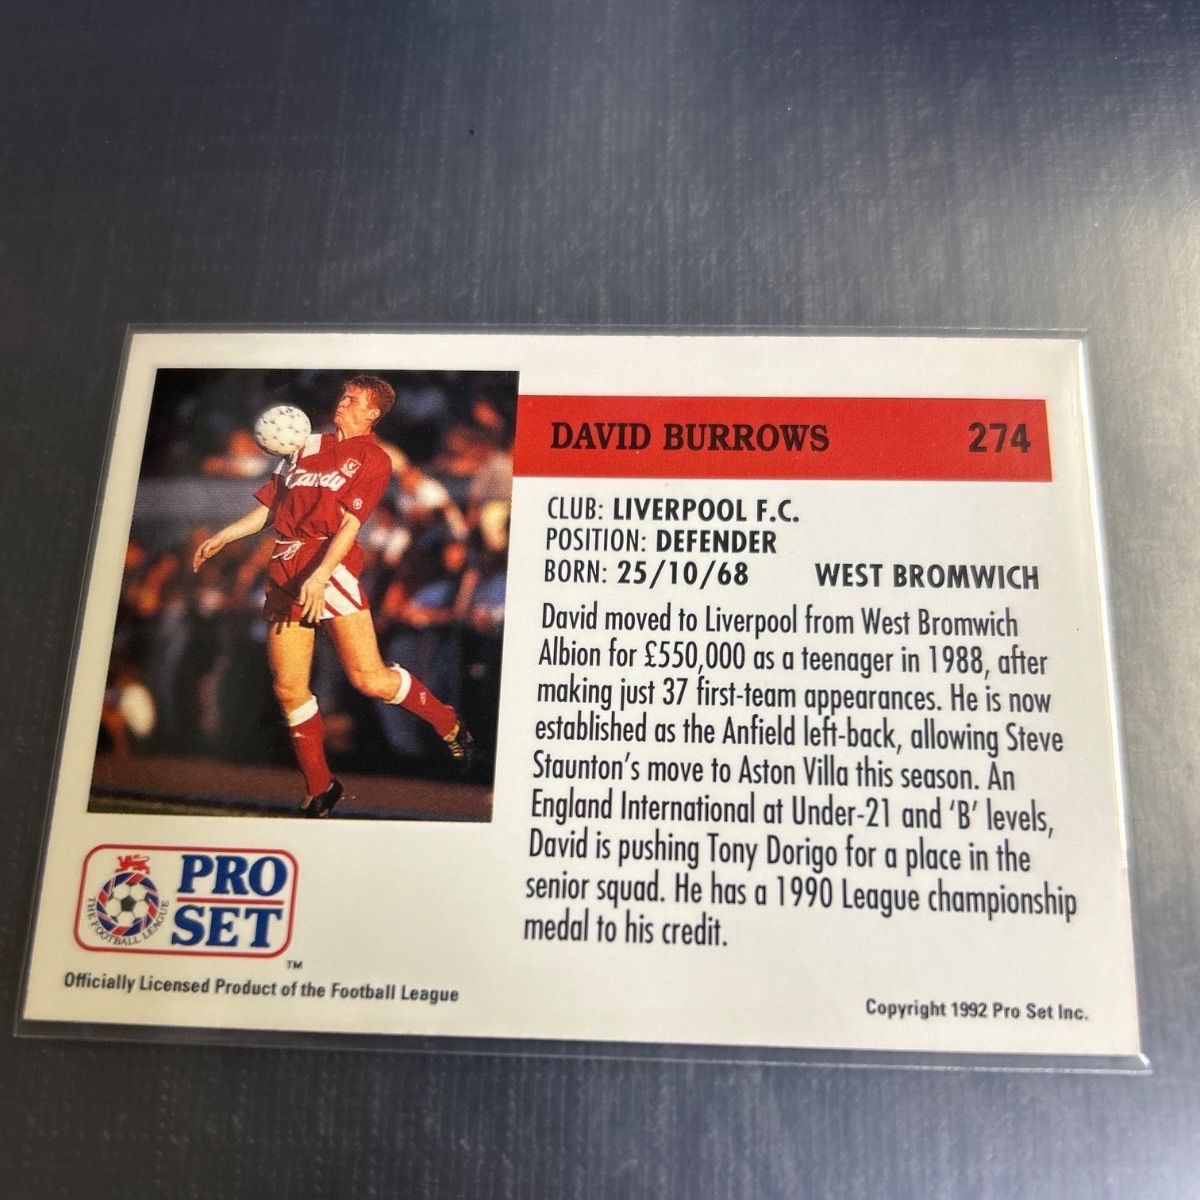 DAVID BURROWS 274
CLUB: LIVERPOOL F.C.
POSITION: DEFENDER
BORN: 25/10/68 WEST BROMWICH
David moved to Liverpool from West Bromwich
Albion for £550,000 as a teenager in 1988, after
making just 37 first-team appearances. He is now
established as the Anfield left-back, allowing Steve
Staunton's move to Aston Villa this season. An
England International at Under-21 and 'B' levels,
David is pushing Tony Dorigo for a place in the
senior squad. He has a 1990 League championship
medal to his credit.
Candy
PRO
SET
THE FOOTBALL LEAGUE
TM
Officially Licensed Product of the Football League
Copyright 1992 Pro Set Inc.